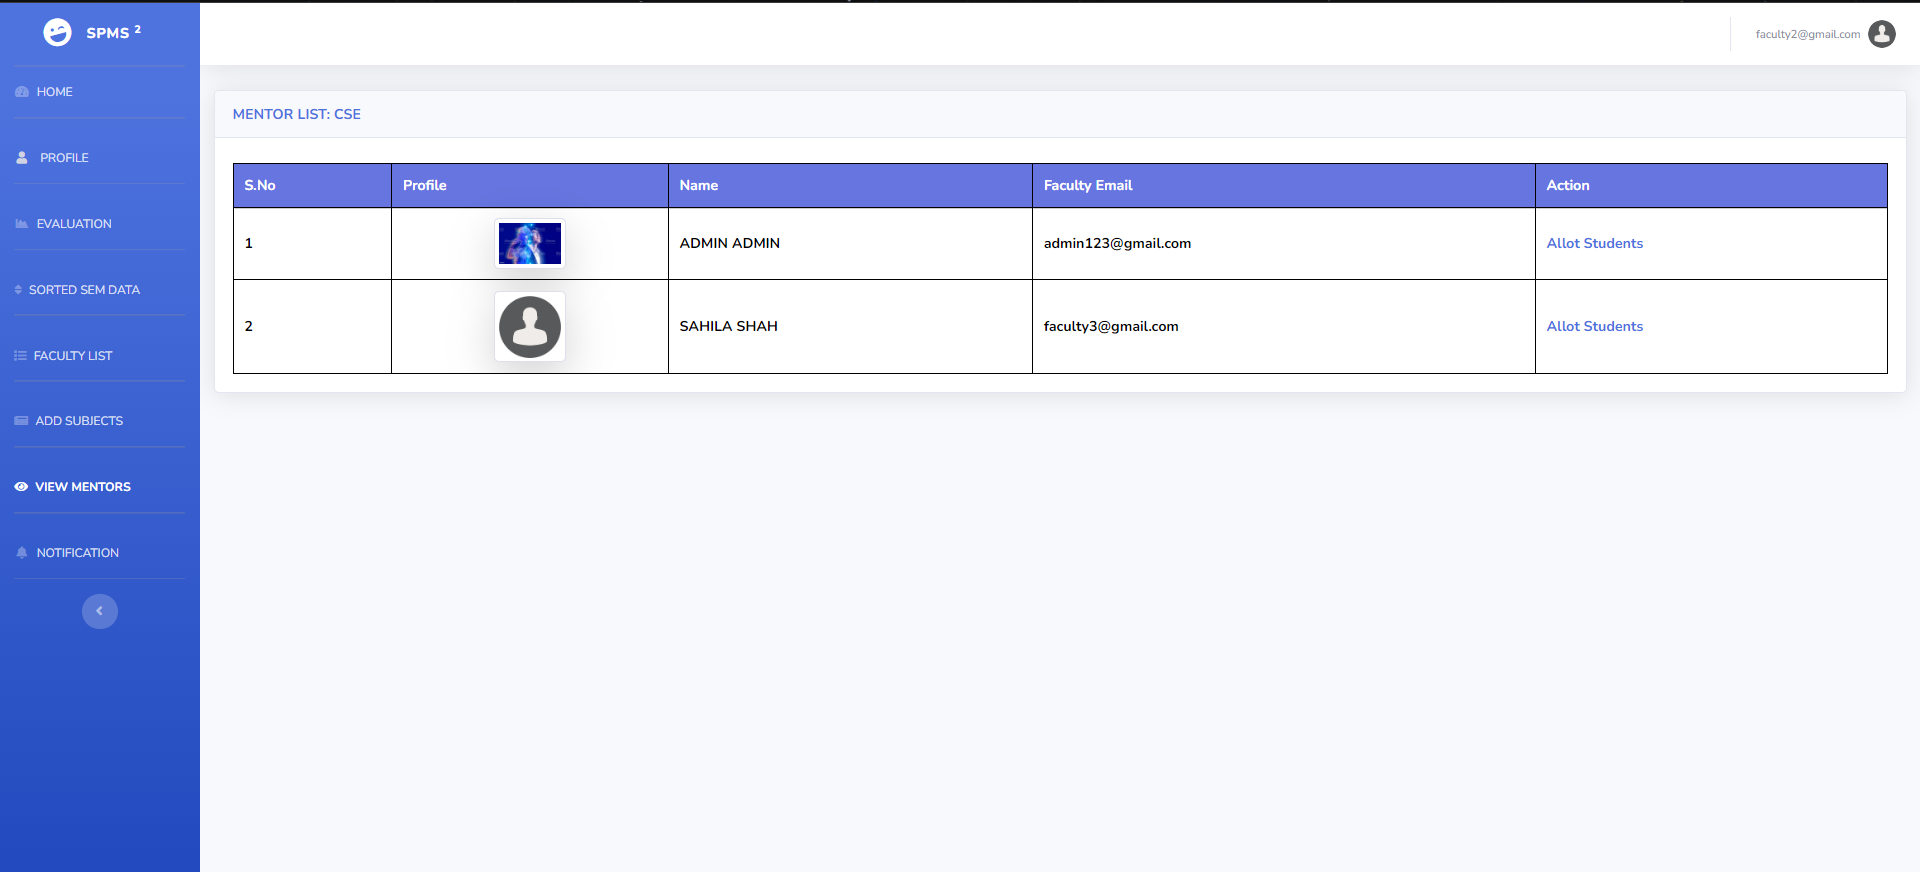 SPMS 2
faculty2@gmail.com
HOME
PROFILE
EVALUATION
SORTED SEM DATA
FACULTY LIST
ADD SUBJECTS
VIEW MENTORS
NOTIFICATION
MENTOR LIST: CSE
S.No Profile Name Faculty Email Action
1 ADMIN ADMIN admin123@gmail.com Allot Students
2 SAHILA SHAH faculty3@gmail.com Allot Students